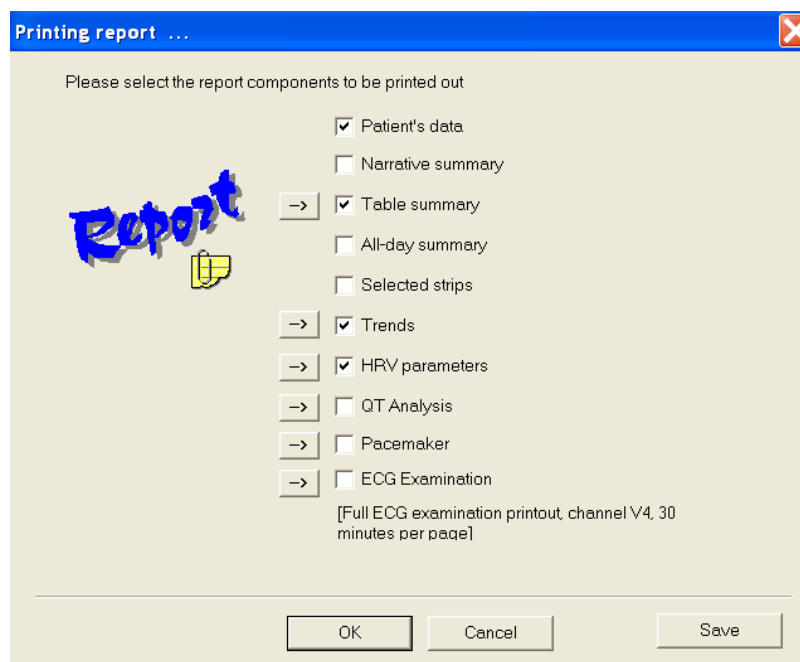 Printing report ...
Please select the report components to be printed out
Patient's data
Narrative summary
Report
--> Table summary
All-day summary
Selected strips
--> Trends
--> HRV parameters
--> QT Analysis
--> Pacemaker
--> ECG Examination
[Full ECG examination printout, channel V4, 30
minutes per page]
OK Cancel Save